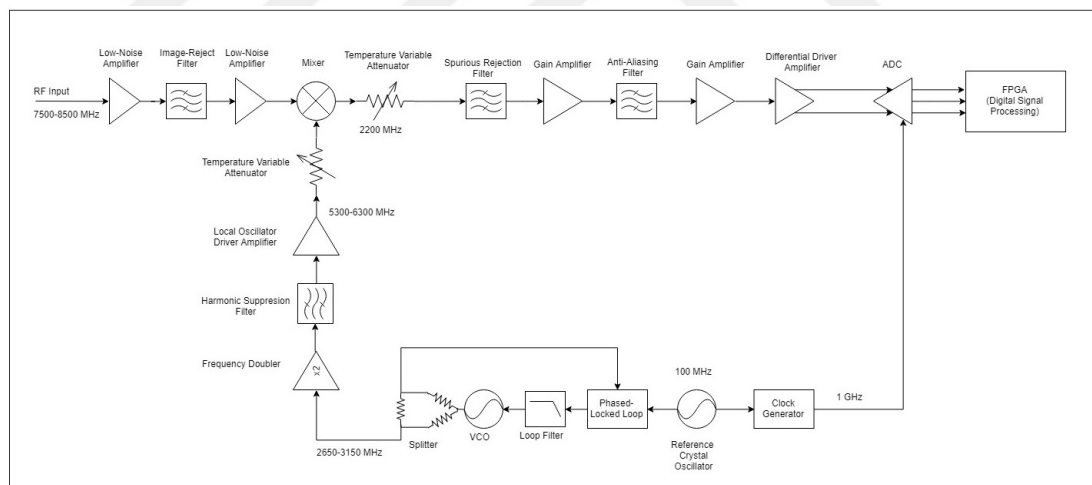 Low-Noise
Amplifier
Image-Reject
Filter
Low-Noise
Amplifier
Mixer
Temperature Variable
Attenuator
Spurious Rejection
Filter
Gain Amplifier
Anti-Aliasing
Filter
Gain Amplifier
Differential Driver
Amplifier
ADC
FPGA
(Digital Signal
Processing)
RF Input
7500-8500 MHz
2200 MHz
Temperature Variable
Attenuator
5300-6300 MHz
Local Oscillator
Driver Amplifier
Harmonic Suppresion
Filter
Frequency Doubler
x2
2650-3150 MHz
Splitter
VCO
Loop Filter
Phased-
Locked Loop
100 MHz
Reference
Crystal
Oscillator
Clock
Generator
1 GHz